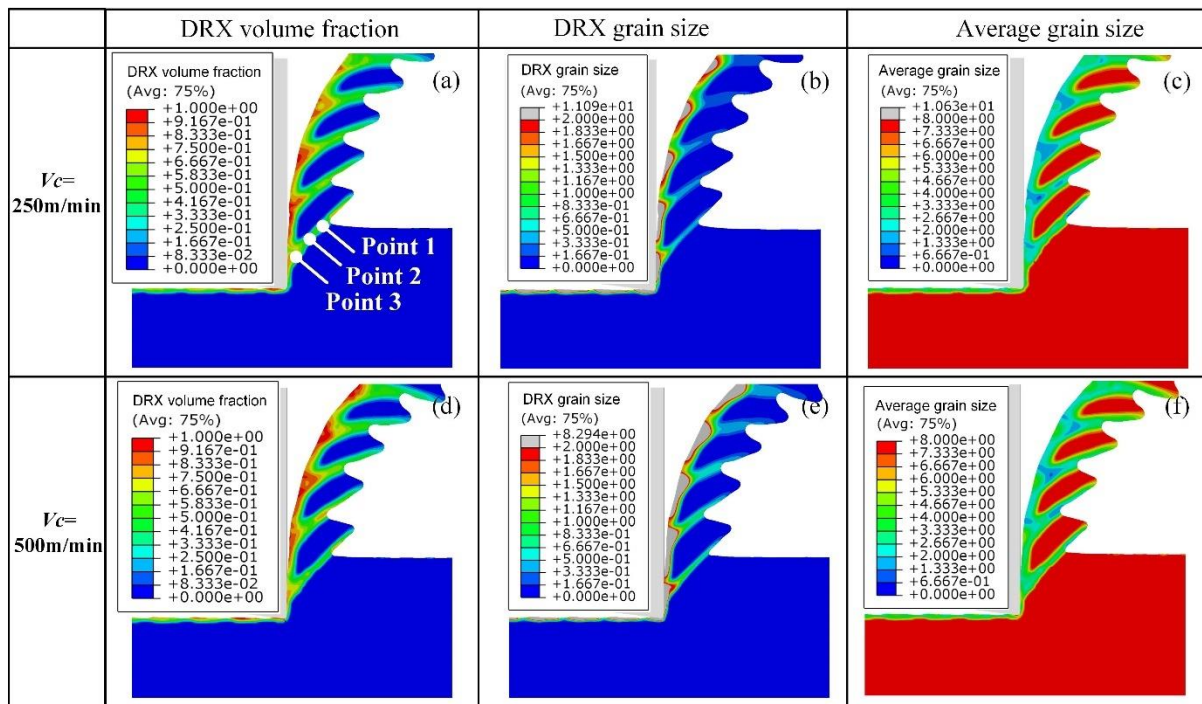 DRX volume fraction
DRX grain size
Average grain size
Vc=
250m/min
DRX volume fraction
(Avg: 75%)
+1.000e+00
+9.167e-01
+8.333e-01
+7.500e-01
+6.667e-01
+5.833e-01
+5.000e-01
+4.167e-01
+3.333e-01
+2.500e-01
+1.667e-01
+8.333e-02
+0.000e+00
(a)
Point 1
Point 2
Point 3
DRX grain size
(Avg: 75%)
+1.109e+01
+2.000e+00
+1.833e+00
+1.667e+00
+1.500e+00
+1.333e+00
+1.167e+00
+1.000e+00
+8.333e-01
+6.667e-01
+5.000e-01
+3.333e-01
+1.667e-01
+0.000e+00
(b)
Average grain size
(Avg: 75%)
+1.063e+01
+8.000e+00
+7.333e+00
+6.667e+00
+6.000e+00
+5.333e+00
+4.667e+00
+4.000e+00
+3.333e+00
+2.667e+00
+2.000e+00
+1.333e+00
+6.667e-01
+0.000e+00
(c)
Vc=
500m/min
DRX volume fraction
(Avg: 75%)
+1.000e+00
+9.167e-01
+8.333e-01
+7.500e-01
+6.667e-01
+5.833e-01
+5.000e-01
+4.167e-01
+3.333e-01
+2.500e-01
+1.667e-01
+8.333e-02
+0.000e+00
(d)
DRX grain size
(Avg: 75%)
+8.294e+00
+2.000e+00
+1.833e+00
+1.667e+00
+1.500e+00
+1.333e+00
+1.167e+00
+1.000e+00
+8.333e-01
+6.667e-01
+5.000e-01
+3.333e-01
+1.667e-01
+0.000e+00
(e)
Average grain size
(Avg: 75%)
+8.000e+00
+7.333e+00
+6.667e+00
+6.000e+00
+5.333e+00
+4.667e+00
+4.000e+00
+3.333e+00
+2.667e+00
+2.000e+00
+1.333e+00
+6.667e-01
+0.000e+00
(f)